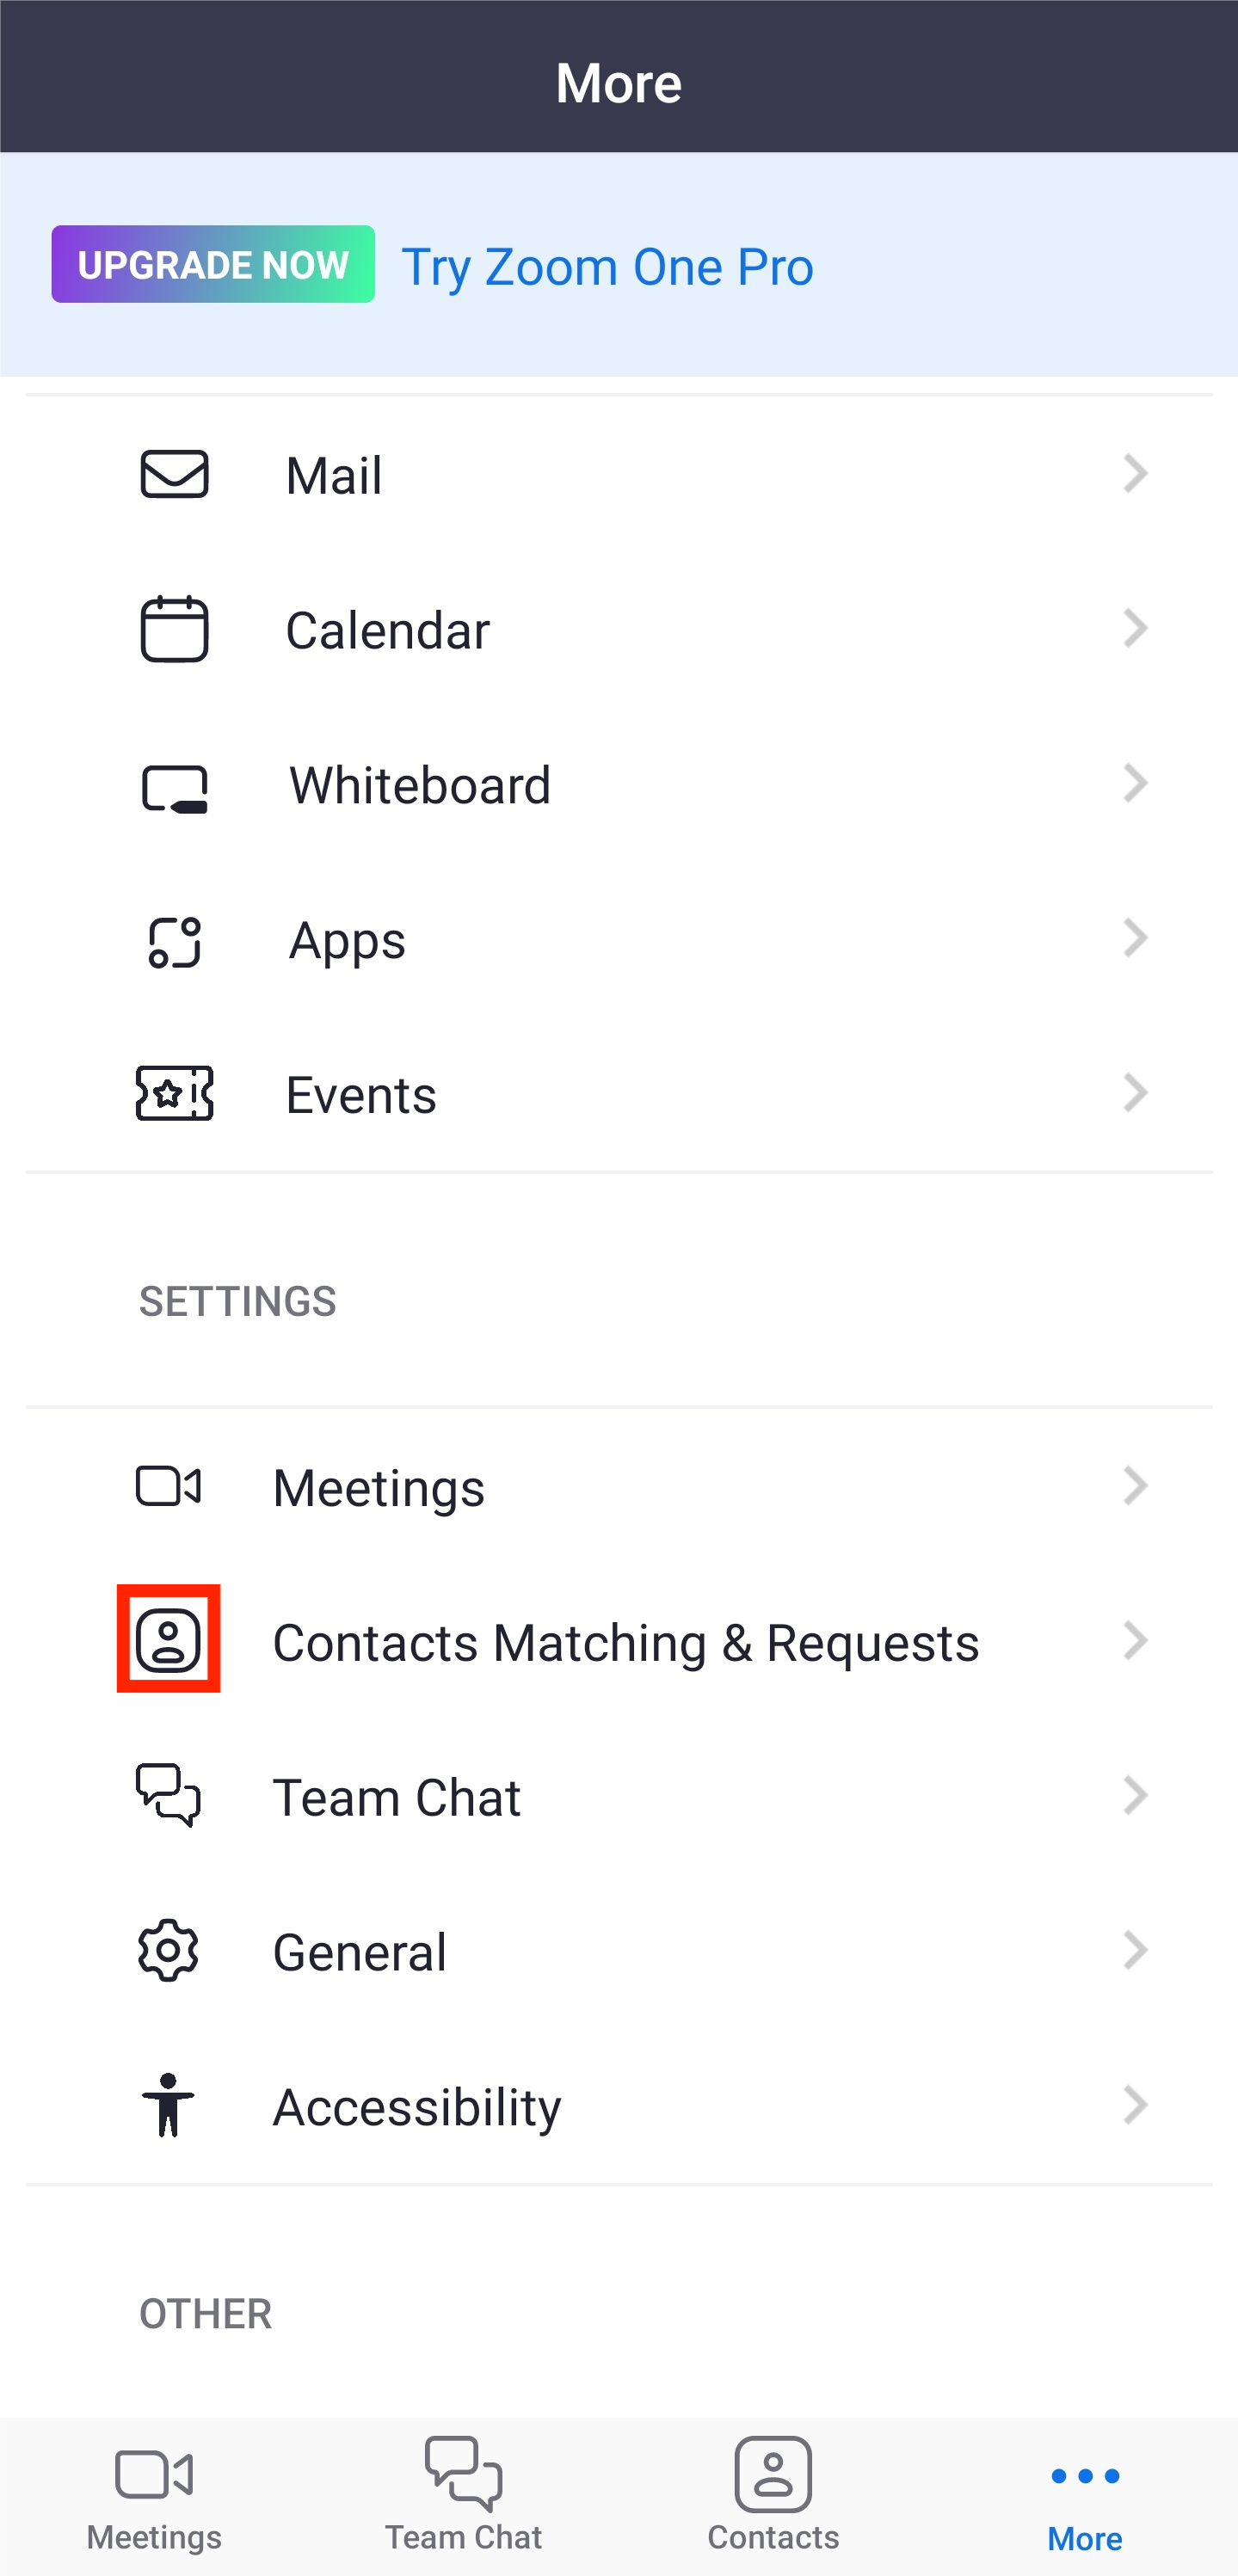 More
UPGRADE NOW Try Zoom One Pro
Mail
Calendar
Whiteboard
Apps
Events
SETTINGS
Meetings
Contacts Matching & Requests
Team Chat
General
Accessibility
OTHER
Meetings Team Chat Contacts More